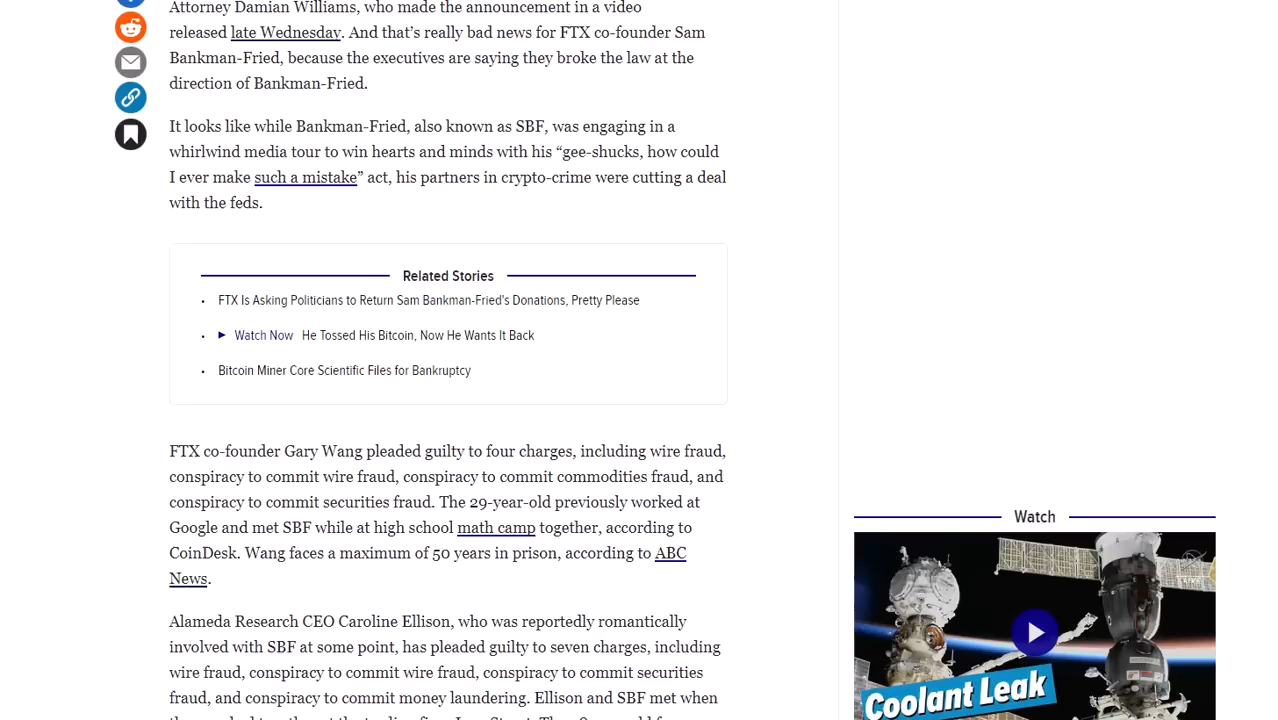 Attorney Damian Williams, who made the announcement in a video
released late Wednesday. And that’s really bad news for FTX co-founder Sam
Bankman-Fried, because the executives are saying they broke the law at the
direction of Bankman-Fried.
It looks like while Bankman-Fried, also known as SBF, was engaging in a
whirlwind media tour to win hearts and minds with his “gee-shucks, how could
I ever make such a mistake” act, his partners in crypto-crime were cutting a deal
with the feds.
Related Stories
FTX Is Asking Politicians to Return Sam Bankman-Fried's Donations, Pretty Please
Watch Now He Tossed His Bitcoin, Now He Wants It Back
Bitcoin Miner Core Scientific Files for Bankruptcy
FTX co-founder Gary Wang pleaded guilty to four charges, including wire fraud,
conspiracy to commit wire fraud, conspiracy to commit commodities fraud, and
conspiracy to commit securities fraud. The 29-year-old previously worked at
Google and met SBF while at high school math camp together, according to
CoinDesk. Wang faces a maximum of 50 years in prison, according to ABC
News.
Alameda Research CEO Caroline Ellison, who was reportedly romantically
involved with SBF at some point, has pleaded guilty to seven charges, including
wire fraud, conspiracy to commit wire fraud, conspiracy to commit securities
fraud, and conspiracy to commit money laundering. Ellison and SBF met when
Watch
Coolant Leak